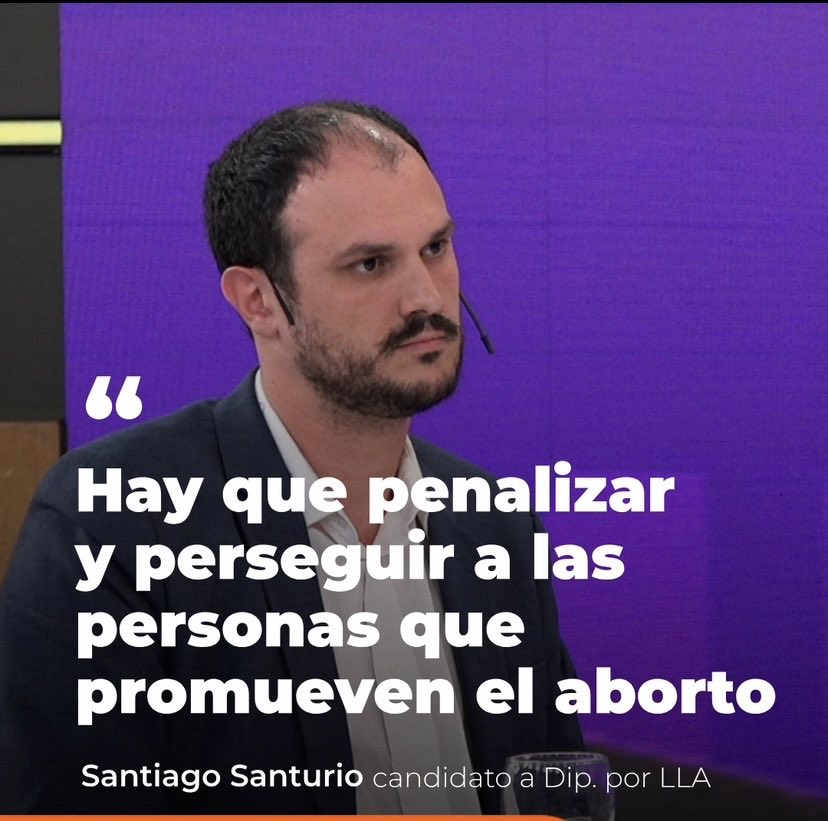 “
Hay que penalizar
y perseguir a las
personas que
promueven el aborto
Santiago Santurio candidato a Dip. por LLA